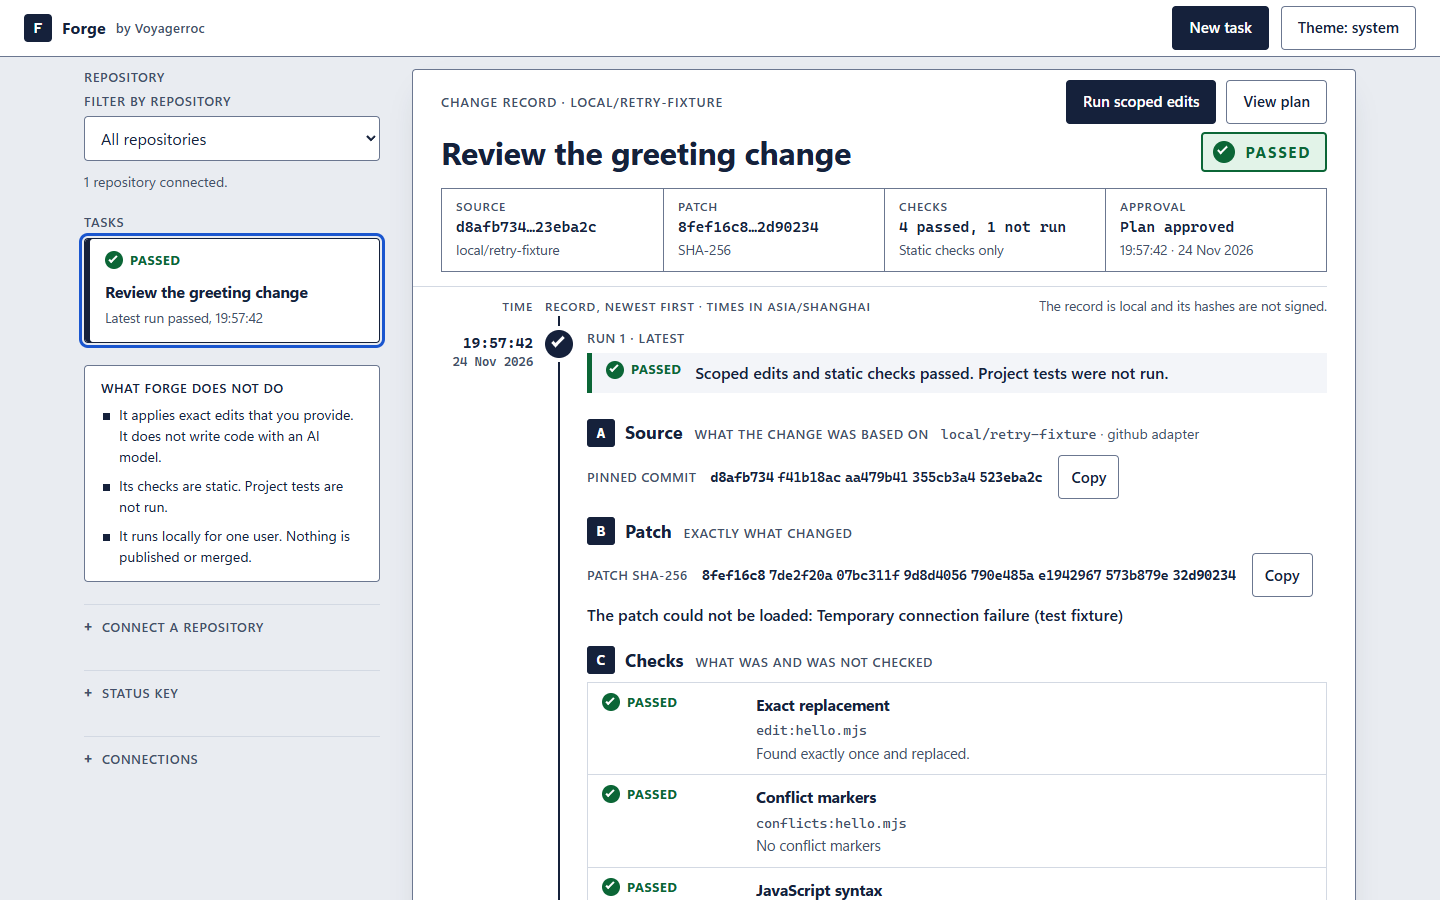 F Forge by Voyagerroc
New task
Theme: system
REPOSITORY
FILTER BY REPOSITORY
All repositories
1 repository connected.
TASKS
PASSED
Review the greeting change
Latest run passed, 19:57:42
WHAT FORGE DOES NOT DO
It applies exact edits that you provide.
It does not write code with an AI
model.
Its checks are static. Project tests are
not run.
It runs locally for one user. Nothing is
published or merged.
+ CONNECT A REPOSITORY
+ STATUS KEY
+ CONNECTIONS
CHANGE RECORD · LOCAL/RETRY-FIXTURE
Run scoped edits
View plan
Review the greeting change
PASSED
SOURCE
d8afb734…23eba2c
local/retry-fixture
PATCH
8fef16c8…2d90234
SHA-256
CHECKS
4 passed, 1 not run
Static checks only
APPROVAL
Plan approved
19:57:42 · 24 Nov 2026
TIME RECORD, NEWEST FIRST · TIMES IN ASIA/SHANGHAI
The record is local and its hashes are not signed.
19:57:42
24 Nov 2026
RUN 1 · LATEST
PASSED Scoped edits and static checks passed. Project tests were not run.
A Source WHAT THE CHANGE WAS BASED ON local/retry-fixture · github adapter
PINNED COMMIT d8afb734 f41b18ac aa479b41 355cb3a4 523eba2c Copy
B Patch EXACTLY WHAT CHANGED
PATCH SHA-256 8fef16c8 7de2f20a 07bc311f 9d8d4056 790e485a e1942967 573b879e 32d90234 Copy
The patch could not be loaded: Temporary connection failure (test fixture)
C Checks WHAT WAS AND WAS NOT CHECKED
PASSED Exact replacement
edit:hello.mjs
Found exactly once and replaced.
PASSED Conflict markers
conflicts:hello.mjs
No conflict markers
PASSED JavaScript syntax